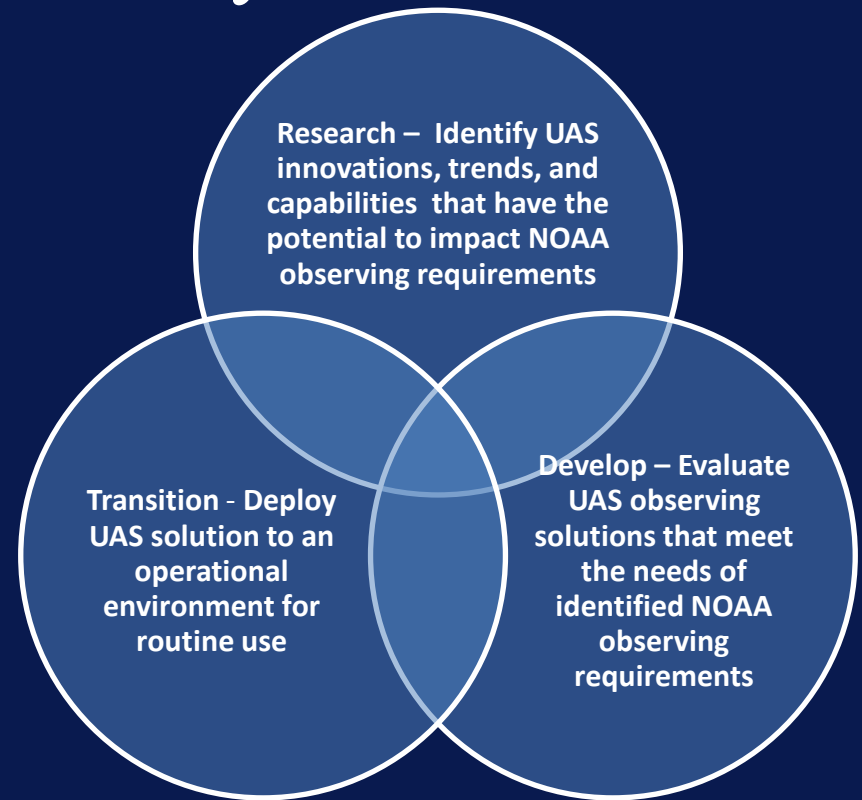 Research – Identify UAS
innovations, trends, and
capabilities that have the
potential to impact NOAA
observing requirements
Transition - Deploy
UAS solution to an
operational
environment for
routine use
Develop – Evaluate
UAS observing
solutions that meet
the needs of
identified NOAA
observing
requirements